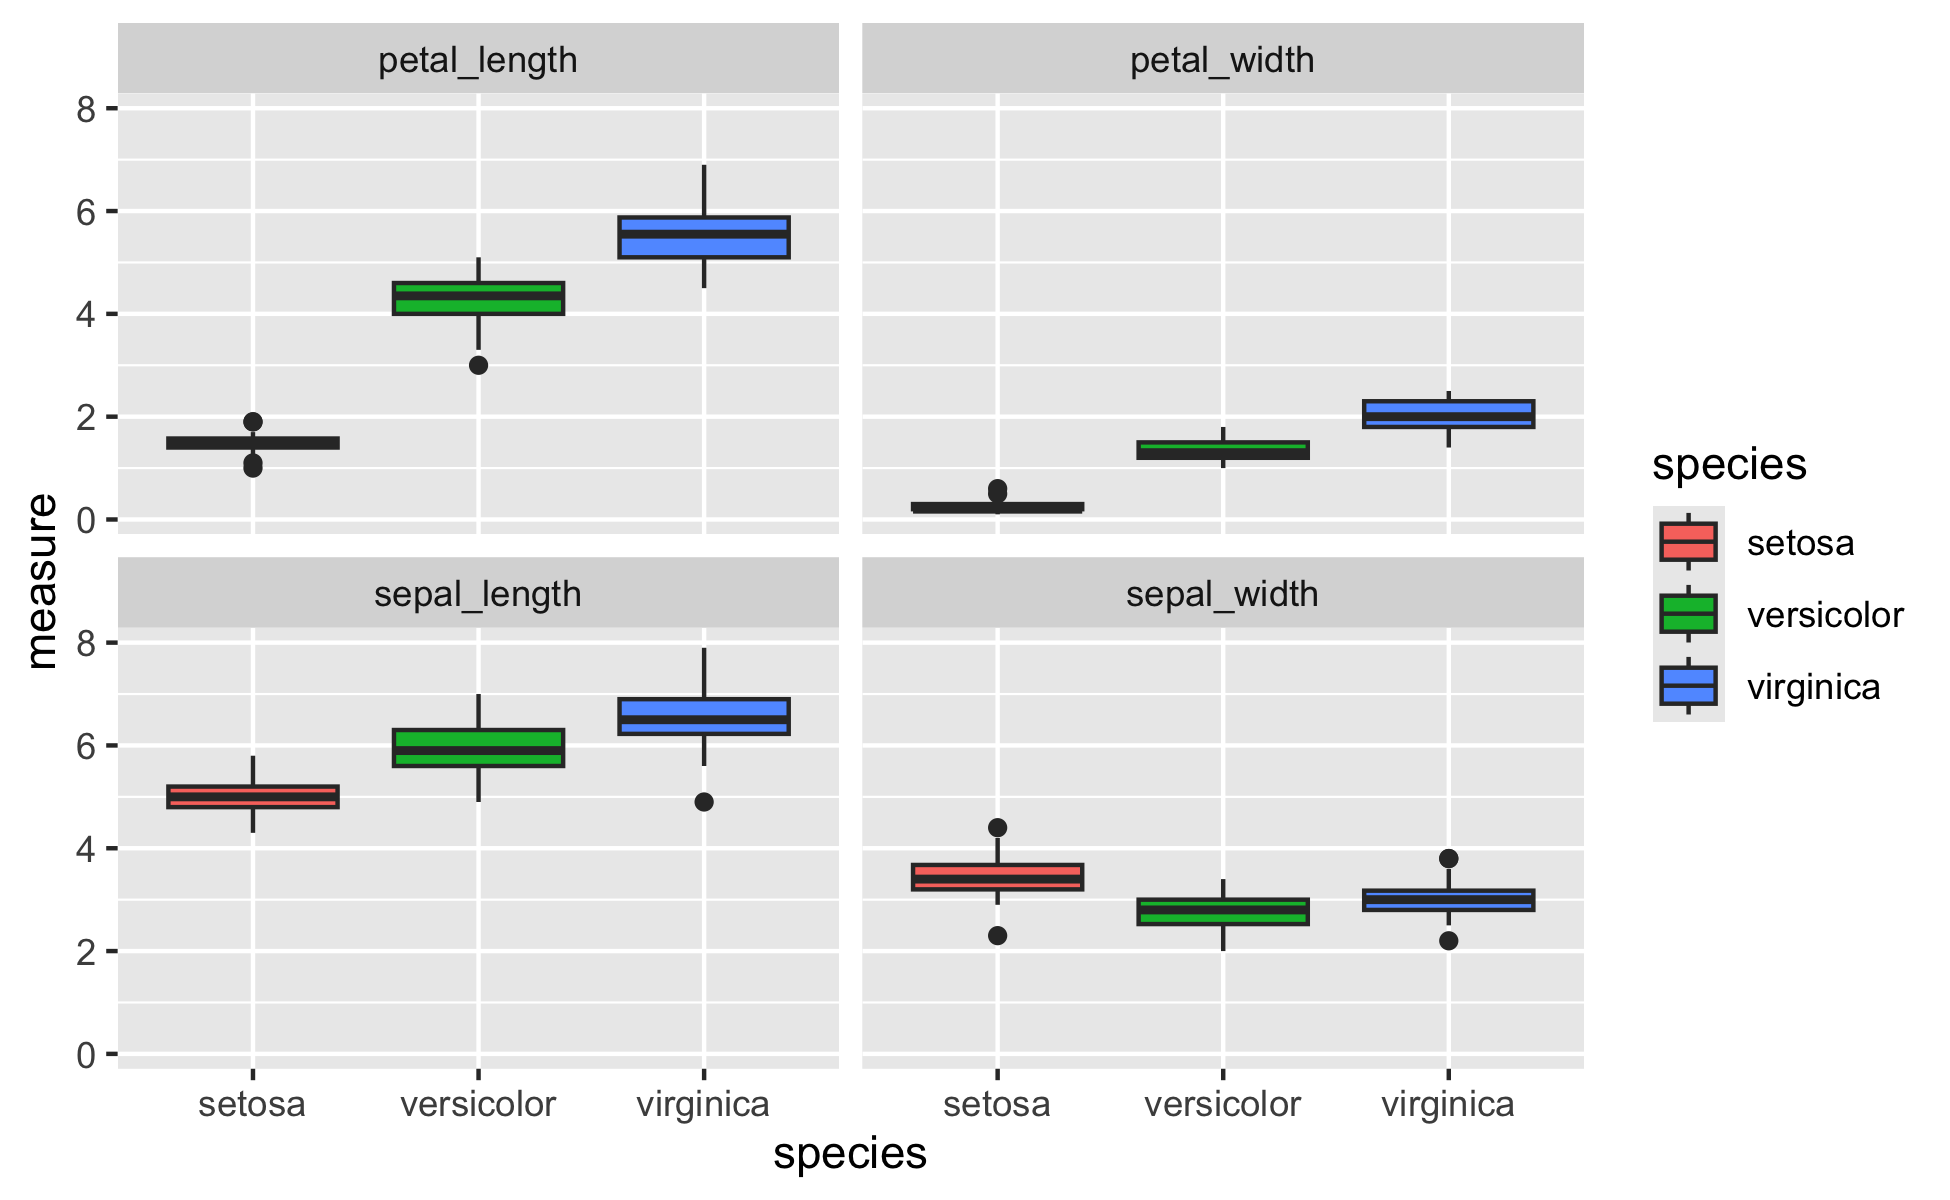 petal_length
petal_width
8
6
4
2
0
sepal_length
sepal_width
8
6
4
2
0
measure
setosa
versicolor
virginica
setosa
versicolor
virginica
species
species
setosa
versicolor
virginica